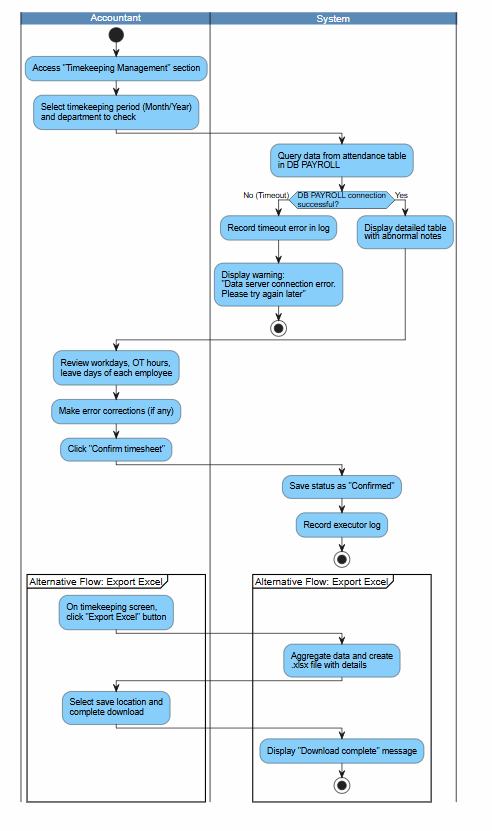 Accountant
System
Access "Timekeeping Management" section
Select timekeeping period (Month/Year)
and department to check
Query data from attendance table
in DB PAYROLL
No (Timeout)
DB PAYROLL connection
successful?
Yes
Record timeout error in log
Display detailed table
with abnormal notes
Display warning:
"Data server connection error.
Please try again later"
Review workdays, OT hours,
leave days of each employee
Make error corrections (if any)
Click "Confirm timesheet"
Save status as "Confirmed"
Record executor log
Alternative Flow: Export Excel
Alternative Flow: Export Excel
On timekeeping screen,
click "Export Excel" button
Aggregate data and create
.xlsx file with details
Select save location and
complete download
Display "Download complete" message